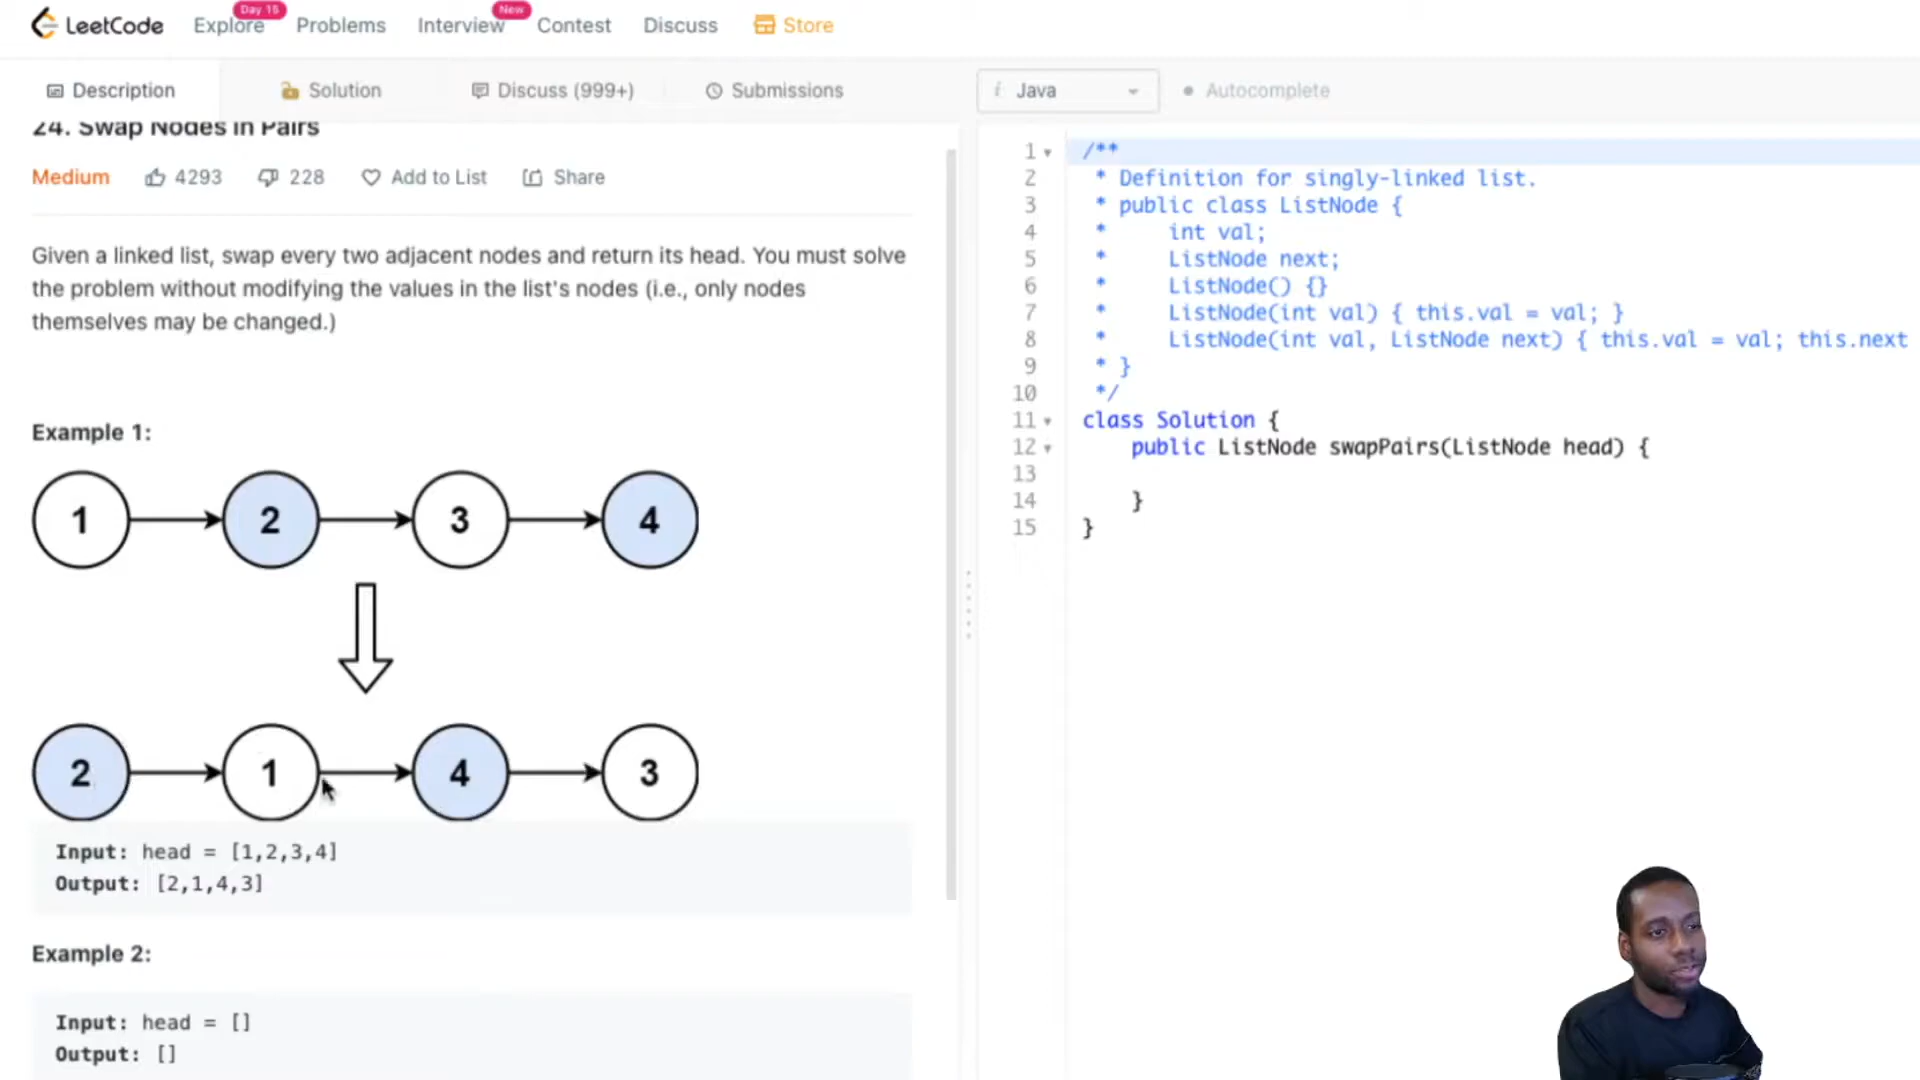 LeetCode Explore Day 15 Problems Interview New Contest Discuss Store
Description Solution Discuss (999+) Submissions
24. Swap Nodes in Pairs
Medium 4293 228 Add to List Share
Given a linked list, swap every two adjacent nodes and return its head. You must solve
the problem without modifying the values in the list's nodes (i.e., only nodes
themselves may be changed.)
Example 1:
1 2 3 4
2 1 4 3
Input: head = [1,2,3,4]
Output: [2,1,4,3]
Example 2:
Input: head = []
Output: []
i Java Autocomplete
1 /**
2 * Definition for singly-linked list.
3 * public class ListNode {
4 * int val;
5 * ListNode next;
6 * ListNode() {}
7 * ListNode(int val) { this.val = val; }
8 * ListNode(int val, ListNode next) { this.val = val; this.next
9 * }
10 */
11 class Solution {
12 public ListNode swapPairs(ListNode head) {
13
14 }
15 }